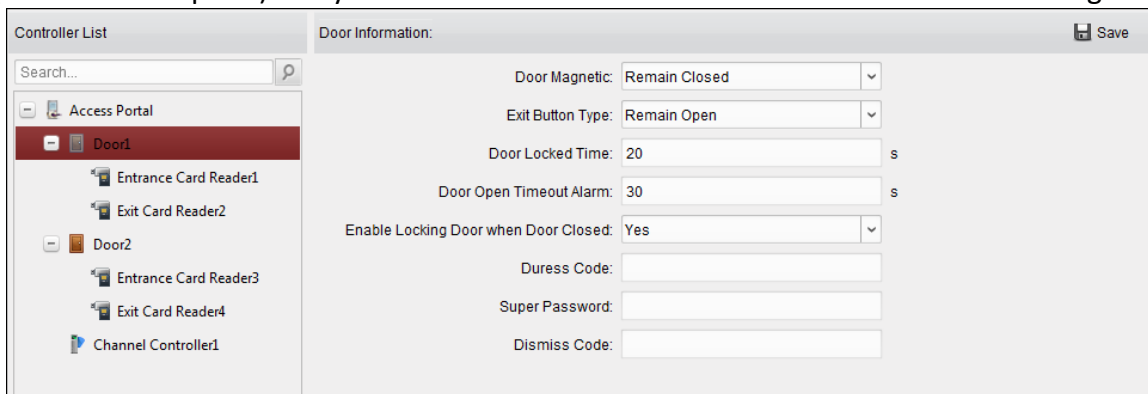 Controller List
Door Information:
Save
Search...
Access Portal
Door1
Entrance Card Reader1
Exit Card Reader2
Door2
Entrance Card Reader3
Exit Card Reader4
Channel Controller1
Door Magnetic: Remain Closed
Exit Button Type: Remain Open
Door Locked Time: 20 s
Door Open Timeout Alarm: 30 s
Enable Locking Door when Door Closed: Yes
Duress Code:
Super Password:
Dismiss Code: